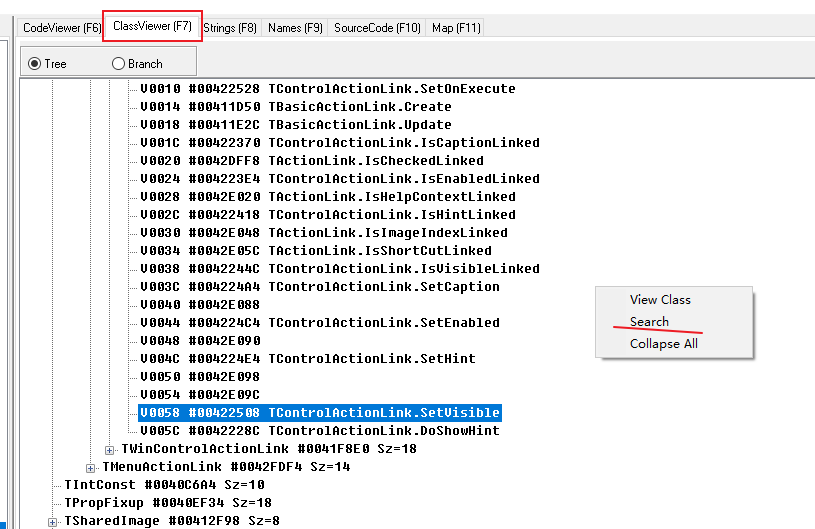 CodeViewer (F6) ClassViewer (F7) Strings (F8) Names (F9) SourceCode (F10) Map (F11)
Tree Branch
V0010 #00422528 TControlActionLink.SetOnExecute
V0014 #00411D50 TBasicActionLink.Create
V0018 #00411E2C TBasicActionLink.Update
V001C #00422370 TControlActionLink.IsCaptionLinked
V0020 #0042DFF8 TActionLink.IsCheckedLinked
V0024 #004223E4 TControlActionLink.IsEnabledLinked
V0028 #0042E020 TActionLink.IsHelpContextLinked
V002C #00422418 TControlActionLink.IsHintLinked
V0030 #0042E048 TActionLink.IsImageIndexLinked
V0034 #0042E05C TActionLink.IsShortCutLinked
V0038 #0042244C TControlActionLink.IsVisibleLinked
V003C #004224A4 TControlActionLink.SetCaption
V0040 #0042E088
V0044 #004224C4 TControlActionLink.SetEnabled
V0048 #0042E090
V004C #004224E4 TControlActionLink.SetHint
V0050 #0042E098
V0054 #0042E09C
V0058 #00422508 TControlActionLink.SetVisible
V005C #0042228C TControlActionLink.DoShowHint
TWinControlActionLink #0041F8E0 Sz=18
TMenuActionLink #0042FDF4 Sz=14
TIntConst #0040C6A4 Sz=10
TPropFixup #0040EF34 Sz=18
TSharedImage #00412F98 Sz=8
View Class
Search
Collapse All